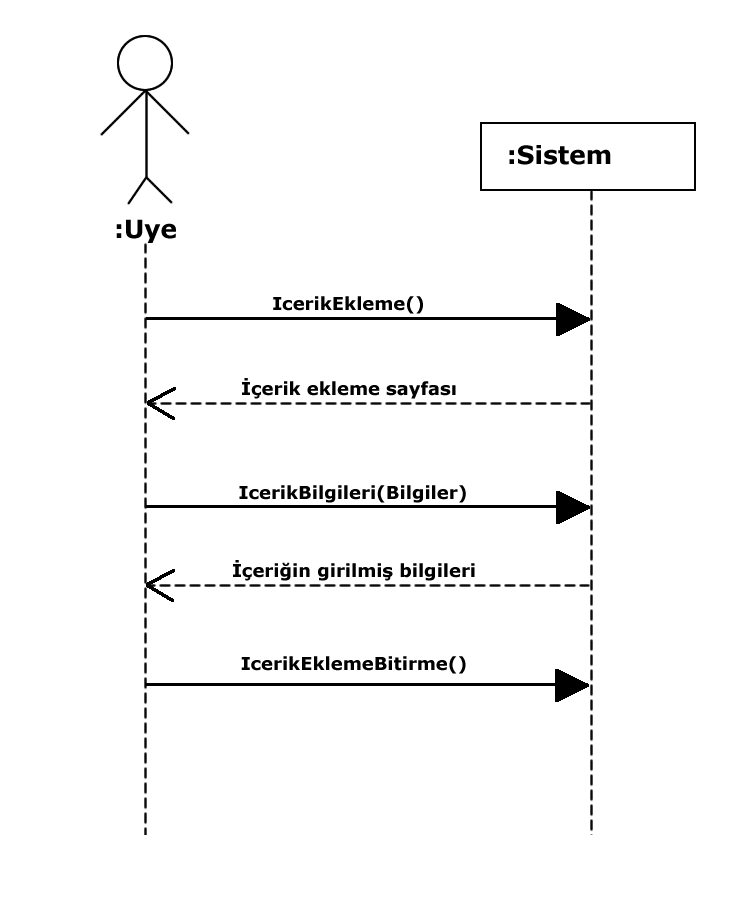 :Sistem
:Uye
IcerikEkleme()
İçerik ekleme sayfası
IcerikBilgileri(Bilgiler)
İçeriğin girilmiş bilgileri
IcerikEklemeBitirme()